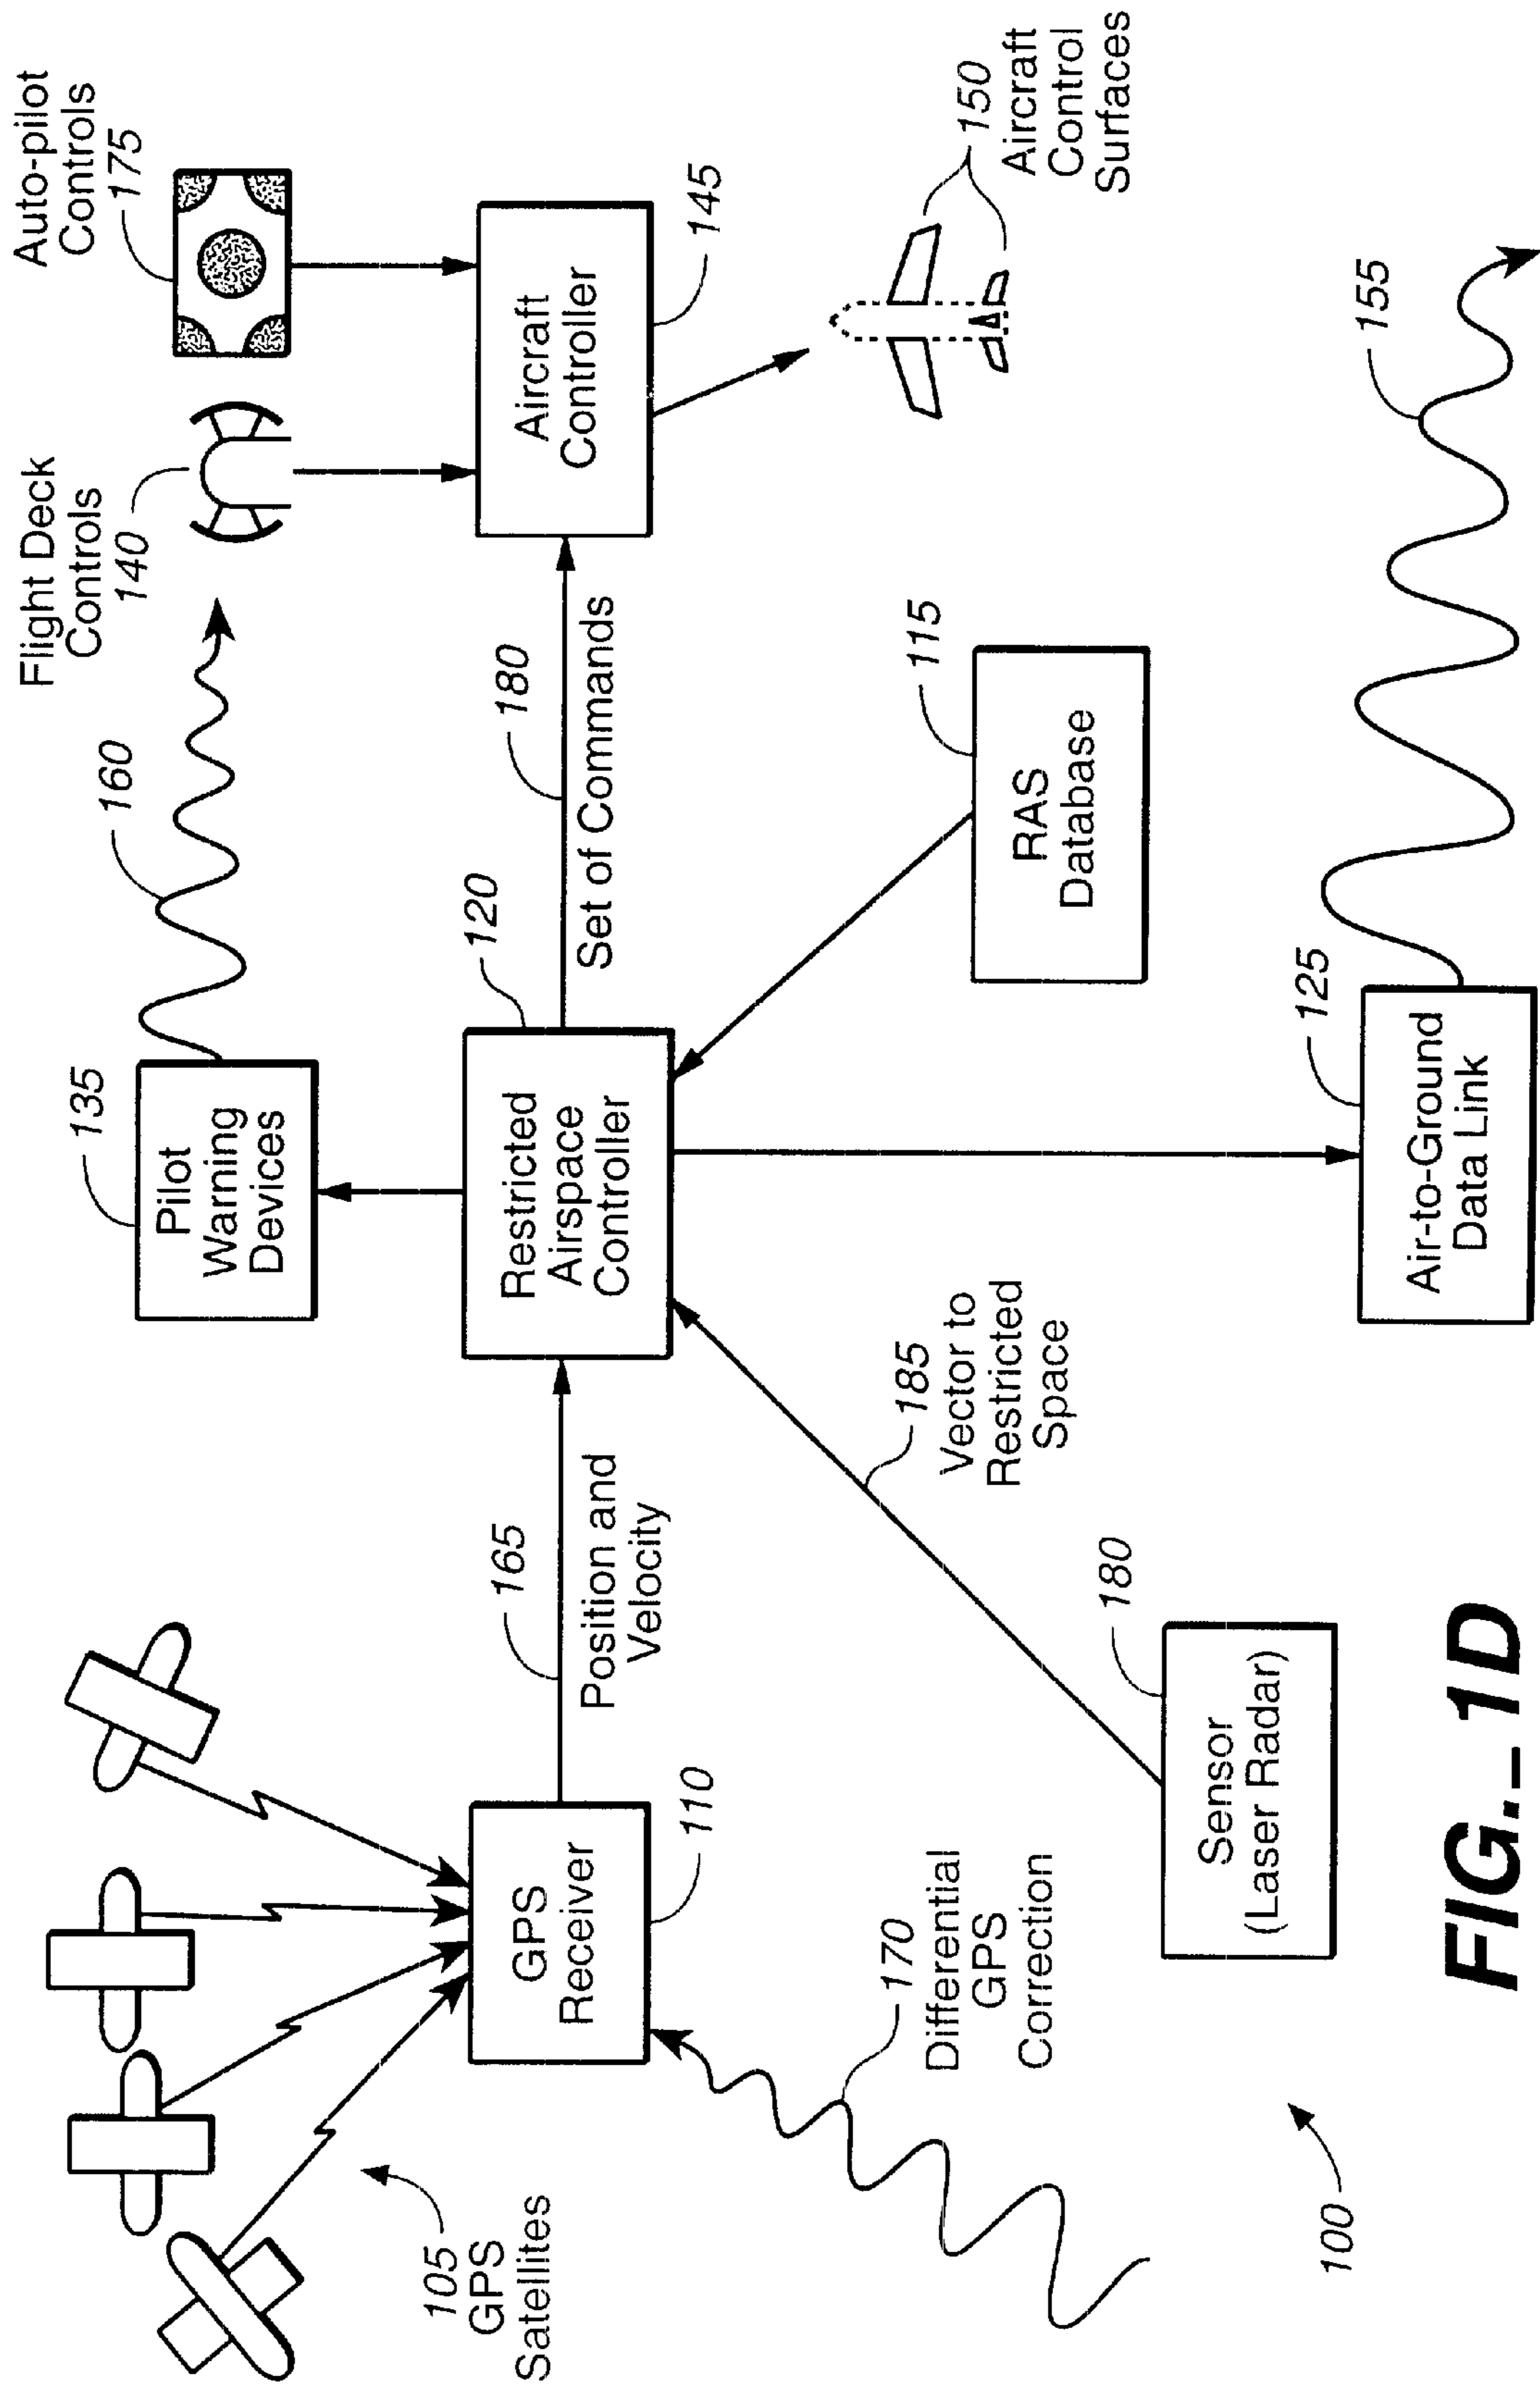 105
GPS
Satellites
GPS
Receiver
110
165
Position and
Velocity
170
Differential
GPS
Correction
100
Sensor
(Laser Radar)
180
185
Vector to
Restricted
Space
Pilot
Warning
Devices
135
160
Restricted
Airspace
Controller
120
180
Set of Commands
RAS
Database
115
Air-to-Ground
Data Link
125
155
Flight Deck
Controls
140
Auto-pilot
Controls
175
Aircraft
Controller
145
150
Aircraft
Control
Surfaces
FIG._1D